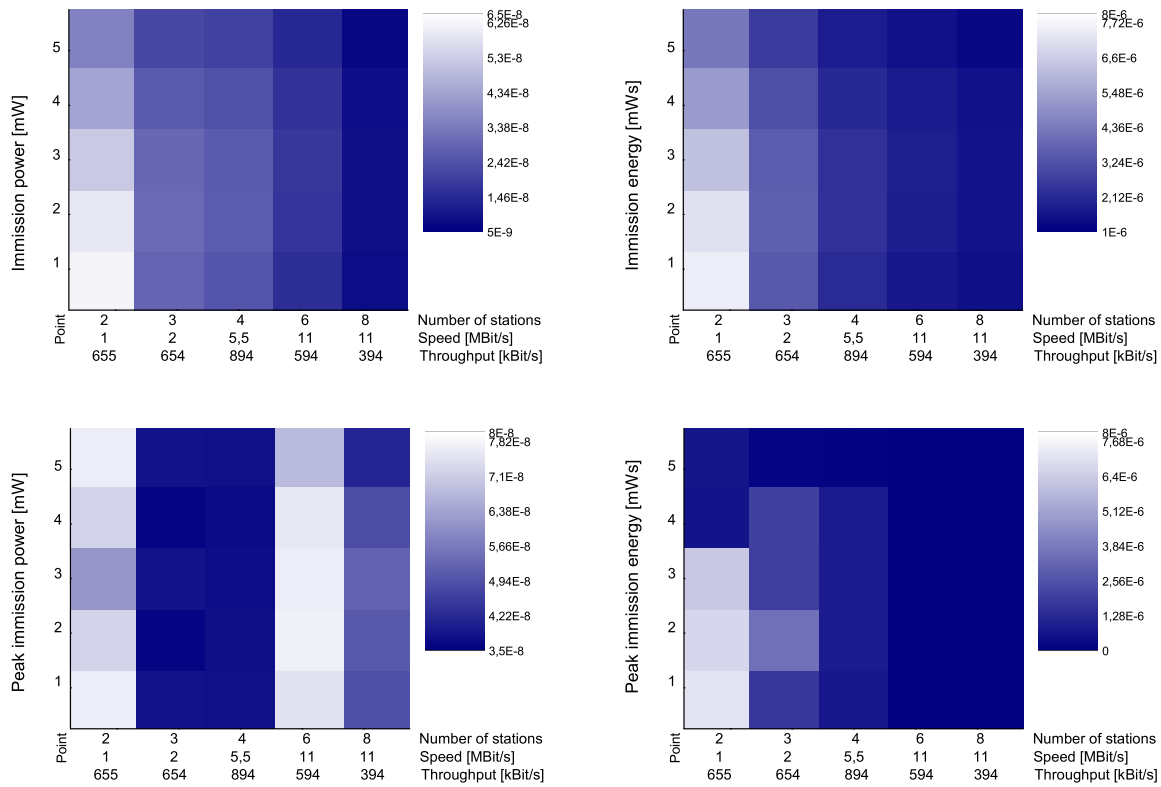 Immission power [mW]
5
4
3
2
1
6,5E-8
6,26E-8
5,3E-8
4,34E-8
3,38E-8
2,42E-8
1,46E-8
5E-9
Point
2 3 4 6 8 Number of stations
1 2 5,5 11 11 Speed [MBit/s]
655 654 894 594 394 Throughput [kBit/s]
Immission energy [mWs]
5
4
3
2
1
8E-6
7,72E-6
6,6E-6
5,48E-6
4,36E-6
3,24E-6
2,12E-6
1E-6
Point
2 3 4 6 8 Number of stations
1 2 5,5 11 11 Speed [MBit/s]
655 654 894 594 394 Throughput [kBit/s]
Peak immission power [mW]
5
4
3
2
1
8E-8
7,82E-8
7,1E-8
6,38E-8
5,66E-8
4,94E-8
4,22E-8
3,5E-8
Point
2 3 4 6 8 Number of stations
1 2 5,5 11 11 Speed [MBit/s]
655 654 894 594 394 Throughput [kBit/s]
Peak immission energy [mWs]
5
4
3
2
1
8E-6
7,68E-6
6,4E-6
5,12E-6
3,84E-6
2,56E-6
1,28E-6
0
Point
2 3 4 6 8 Number of stations
1 2 5,5 11 11 Speed [MBit/s]
655 654 894 594 394 Throughput [kBit/s]